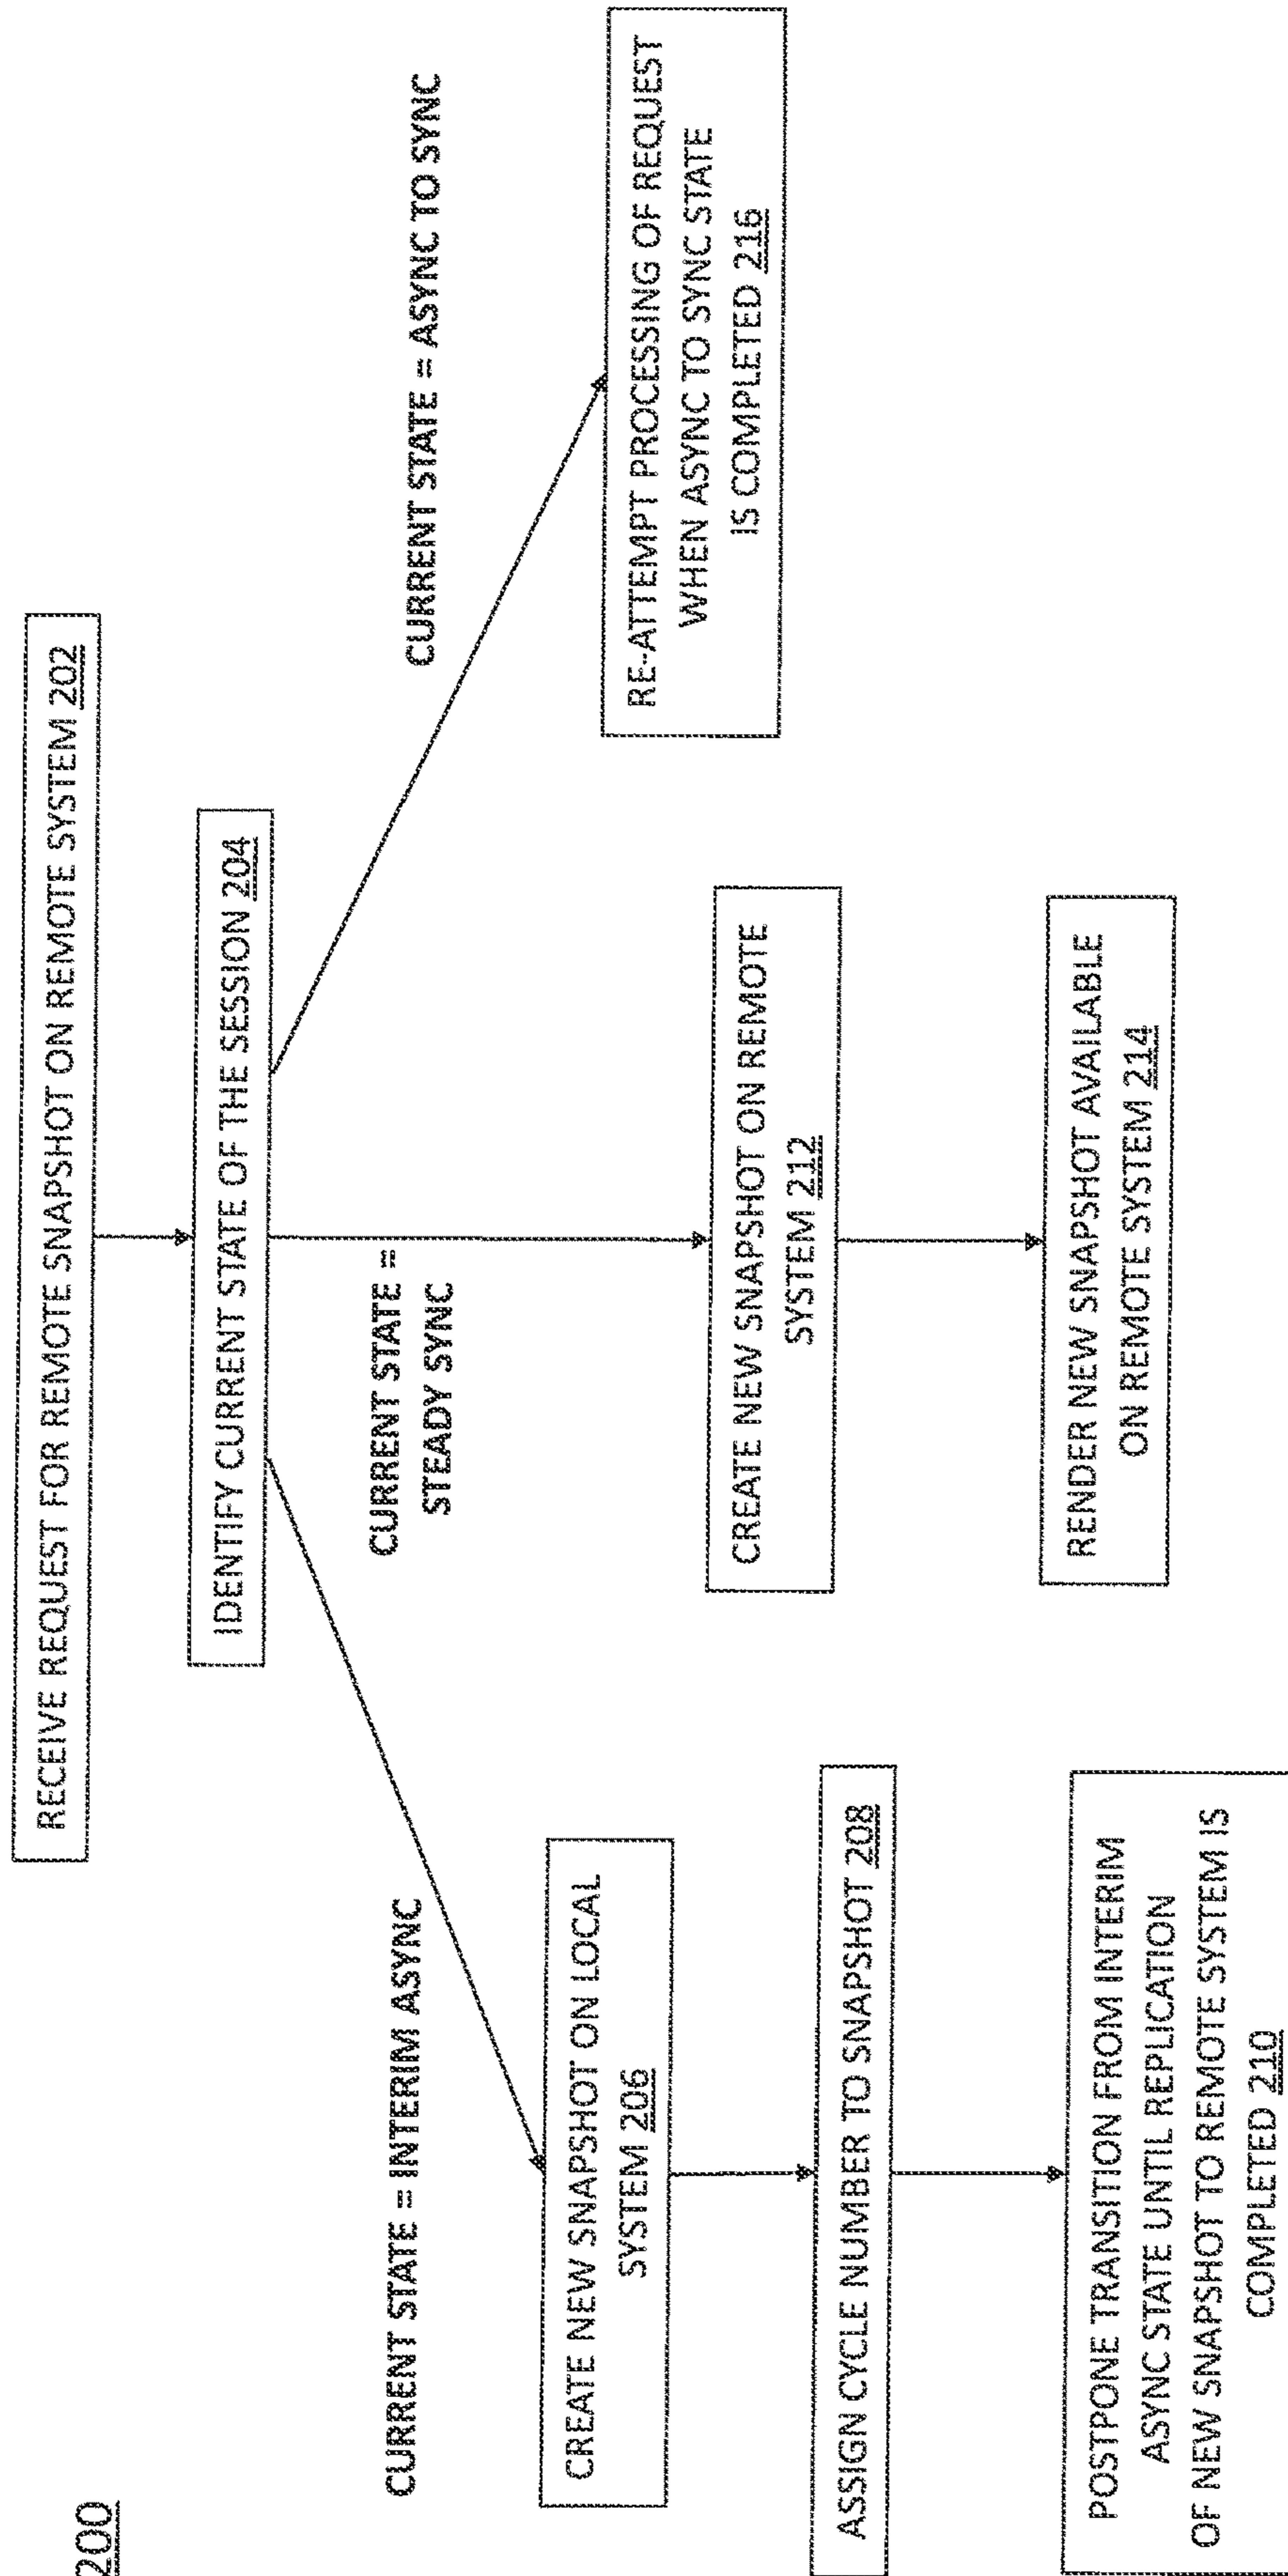 200
RECEIVE REQUEST FOR REMOTE SNAPSHOT ON REMOTE SYSTEM 202
IDENTIFY CURRENT STATE OF THE SESSION 204
CURRENT STATE = INTERIM ASYNC
CREATE NEW SNAPSHOT ON LOCAL
SYSTEM 206
ASSIGN CYCLE NUMBER TO SNAPSHOT 208
POSTPONE TRANSITION FROM INTERIM
ASYNC STATE UNTIL REPLICATION
OF NEW SNAPSHOT TO REMOTE SYSTEM IS
COMPLETED 210
CURRENT STATE =
STEADY SYNC
CREATE NEW SNAPSHOT ON REMOTE
SYSTEM 212
RENDER NEW SNAPSHOT AVAILABLE
ON REMOTE SYSTEM 214
CURRENT STATE = ASYNC TO SYNC
RE-ATTEMPT PROCESSING OF REQUEST
WHEN ASYNC TO SYNC STATE
IS COMPLETED 216